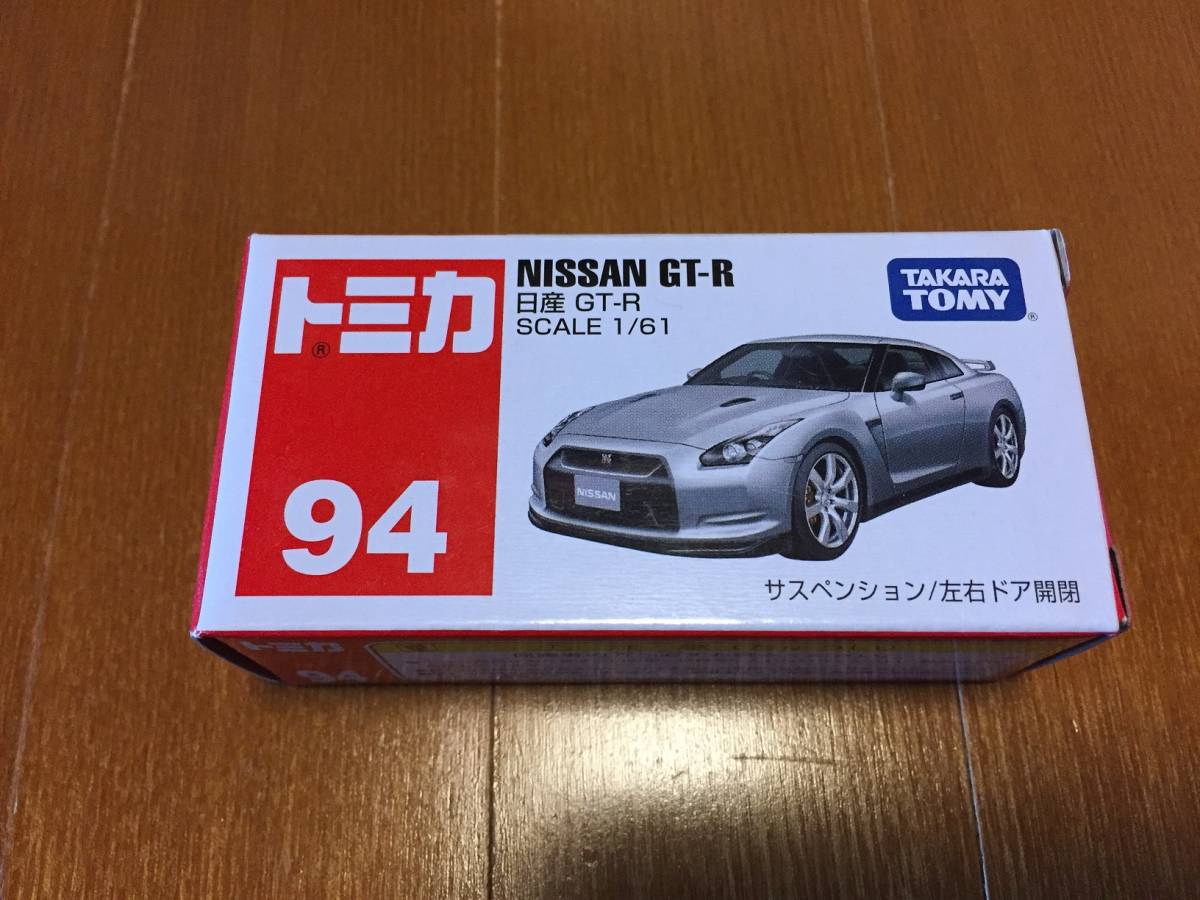 トミカ
®
94
NISSAN GT-R
日産 GT-R
SCALE 1/61
TAKARA
TOMY
®
NISSAN
サスペンション/左右ドア開閉
トミカ
94